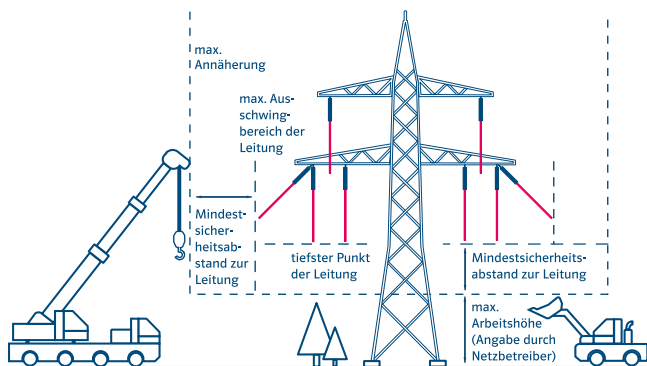 max.
Annäherung
max. Aus-
schwing-
bereich der
Leitung
Mindest-
sicher-
heitsab-
stand zur
Leitung
tiefster Punkt
der Leitung
Mindestsicherheits-
abstand zur Leitung
max.
Arbeitshöhe
(Angabe durch
Netzbetreiber)